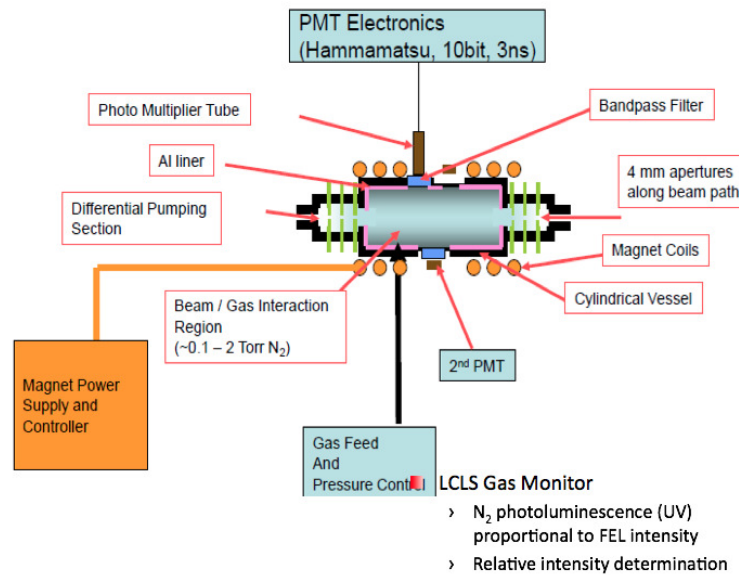 PMT Electronics
(Hammamatsu, 10bit, 3ns)
Photo Multiplier Tube
Bandpass Filter
Al liner
4 mm apertures
along beam path
Differential Pumping
Section
Magnet Coils
Cylindrical Vessel
Beam / Gas Interaction
Region
(~0.1 – 2 Torr N₂)
2nd PMT
Magnet Power
Supply and
Controller
Gas Feed
And
Pressure Control
LCLS Gas Monitor
› N₂ photoluminescence (UV)
proportional to FEL intensity
› Relative intensity determination